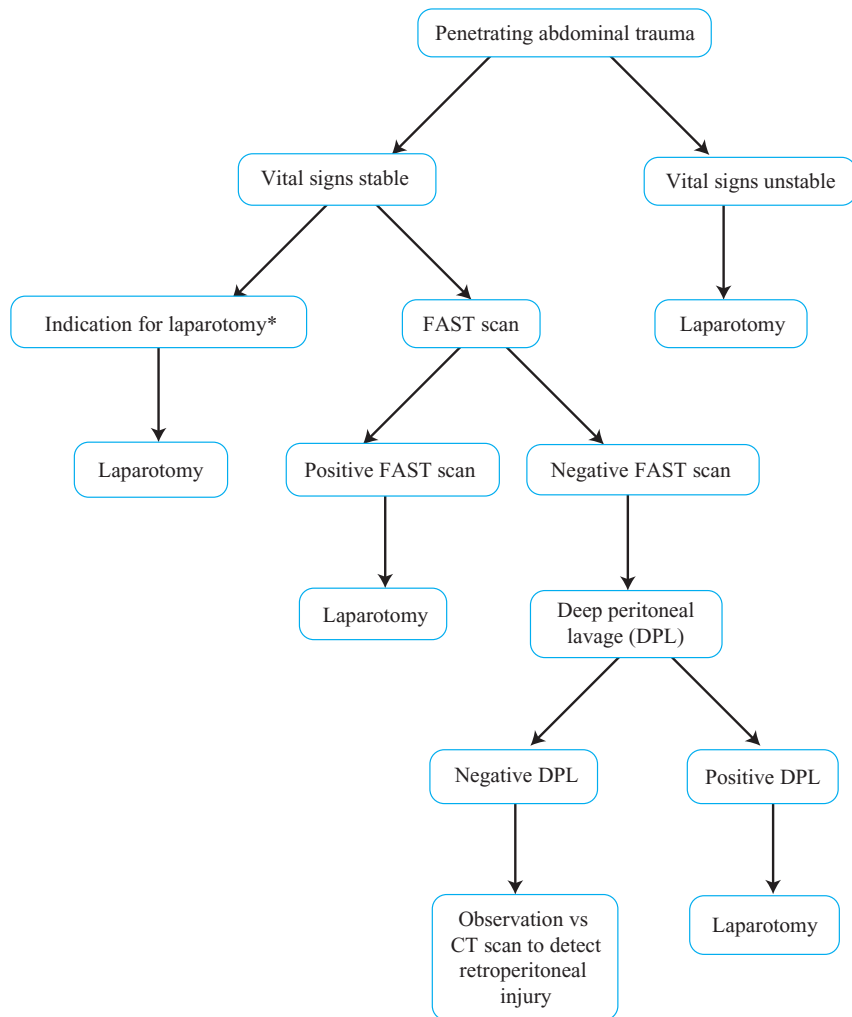 Penetrating abdominal trauma
Vital signs stable
Vital signs unstable
Indication for laparotomy*
FAST scan
Laparotomy
Laparotomy
Positive FAST scan
Negative FAST scan
Laparotomy
Deep peritoneal
lavage (DPL)
Negative DPL
Positive DPL
Observation vs
CT scan to detect
retroperitoneal
injury
Laparotomy